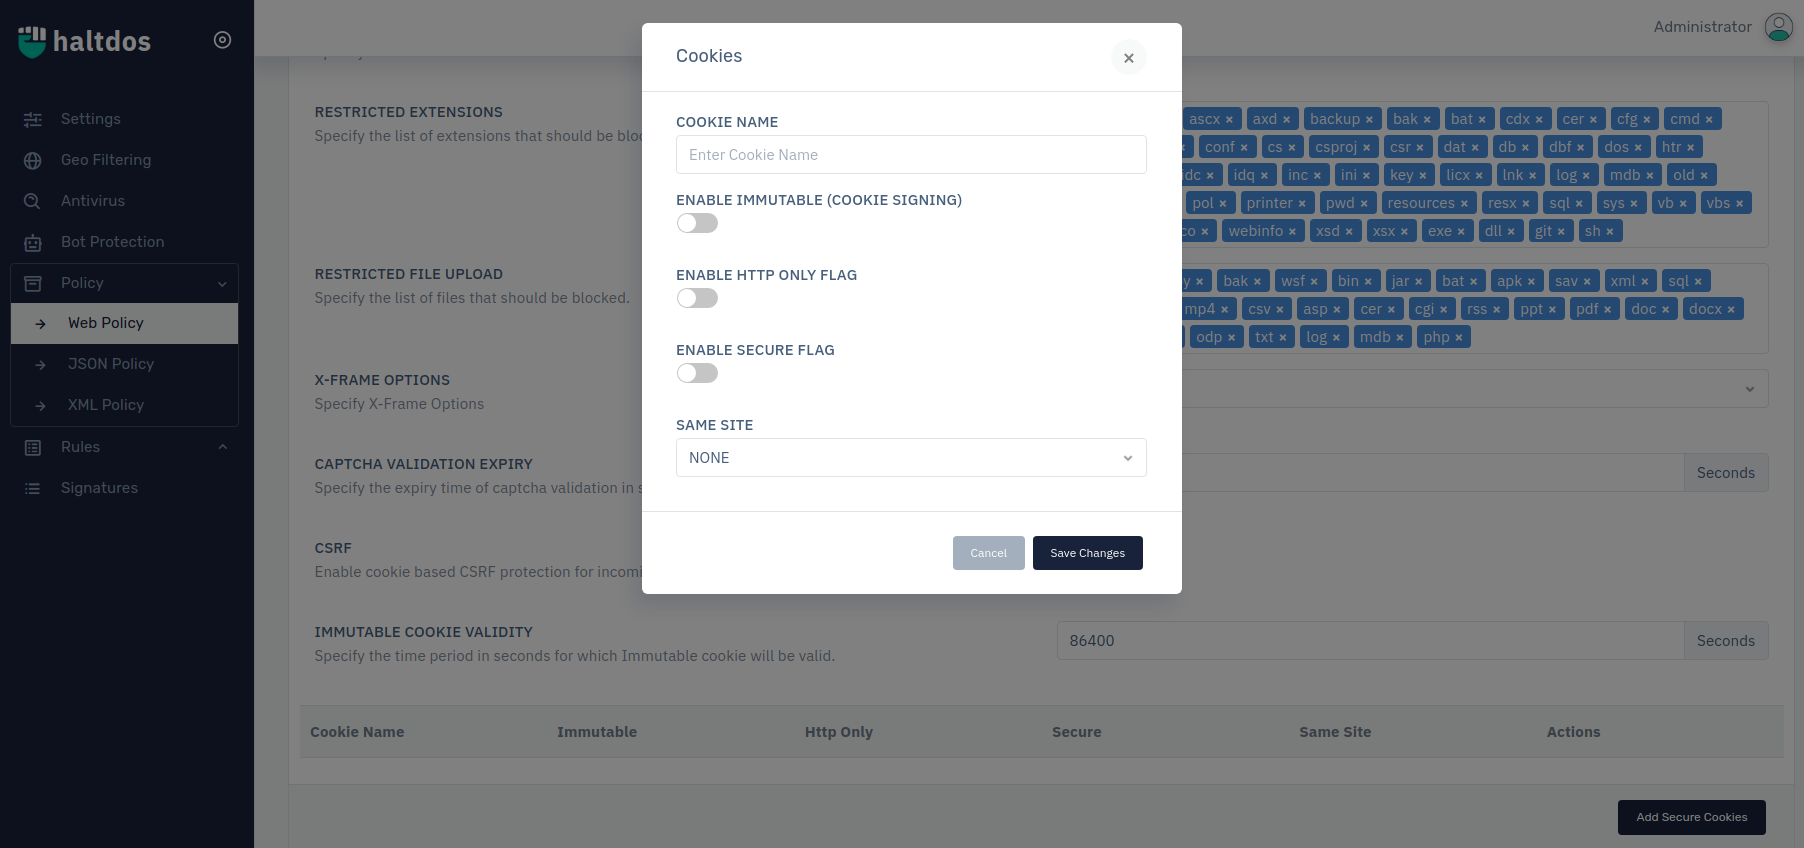 haltdos
Settings
Geo Filtering
Antivirus
Bot Protection
Policy
Web Policy
JSON Policy
XML Policy
Rules
Signatures
Administrator
Cookies
×
COOKIE NAME
Enter Cookie Name
ENABLE IMMUTABLE (COOKIE SIGNING)
ENABLE HTTP ONLY FLAG
ENABLE SECURE FLAG
SAME SITE
NONE
Cancel Save Changes
RESTRICTED EXTENSIONS
Specify the list of extensions that should be
ascx × axd × backup × bak × bat × cdx × cer × cfg × cmd ×
× conf × cs × csproj × csr × dat × db × dbf × dos × htr ×
× idq × inc × ini × key × licx × lnk × log × mdb × old ×
pol × printer × pwd × resources × resx × sql × sys × vb × vbs ×
× webinfo × xsd × xsx × exe × dll × git × sh ×
RESTRICTED FILE UPLOAD
Specify the list of files that should be blocked.
× bak × wsf × bin × jar × bat × apk × sav × xml × sql ×
mp4 × csv × asp × cer × cgi × rss × ppt × pdf × doc × docx ×
odp × txt × log × mdb × php ×
X-FRAME OPTIONS
Specify X-Frame Options
CAPTCHA VALIDATION EXPIRY
Specify the expiry time of captcha validation in
Seconds
CSRF
Enable cookie based CSRF protection for
IMMUTABLE COOKIE VALIDITY
Specify the time period in seconds for which Immutable cookie will be valid.
86400 Seconds
Cookie Name Immutable Http Only Secure Same Site Actions
Add Secure Cookies